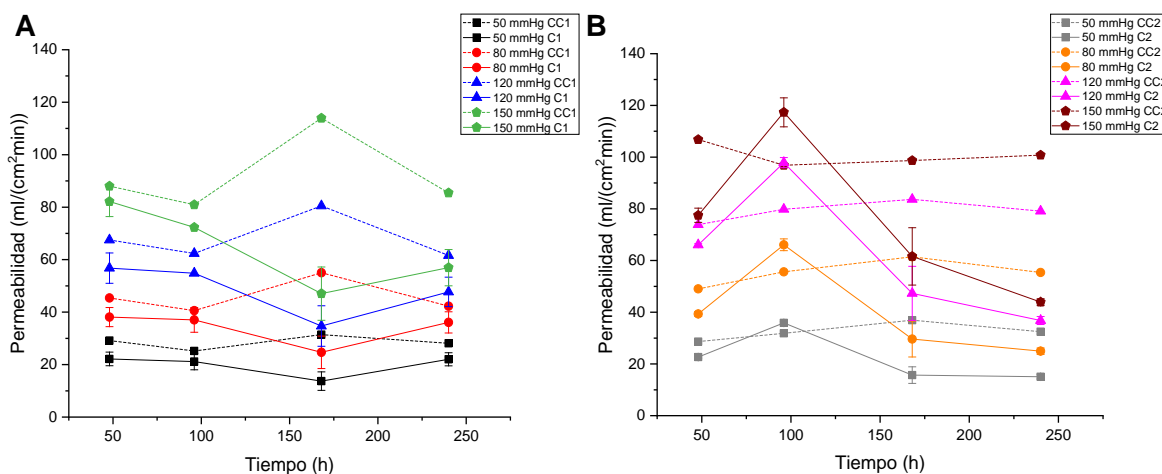 A
50 mmHg CC1
50 mmHg C1
80 mmHg CC1
80 mmHg C1
120 mmHg CC1
120 mmHg C1
150 mmHg CC1
150 mmHg C1
Permeabilidad (ml/(cm²min))
140
120
100
80
60
40
20
0
50
100
150
200
250
Tiempo (h)
B
50 mmHg CC2
50 mmHg C2
80 mmHg CC2
80 mmHg C2
120 mmHg CC2
120 mmHg C2
150 mmHg CC2
150 mmHg C2
Permeabilidad (ml/(cm²min))
140
120
100
80
60
40
20
0
50
100
150
200
250
Tiempo (h)